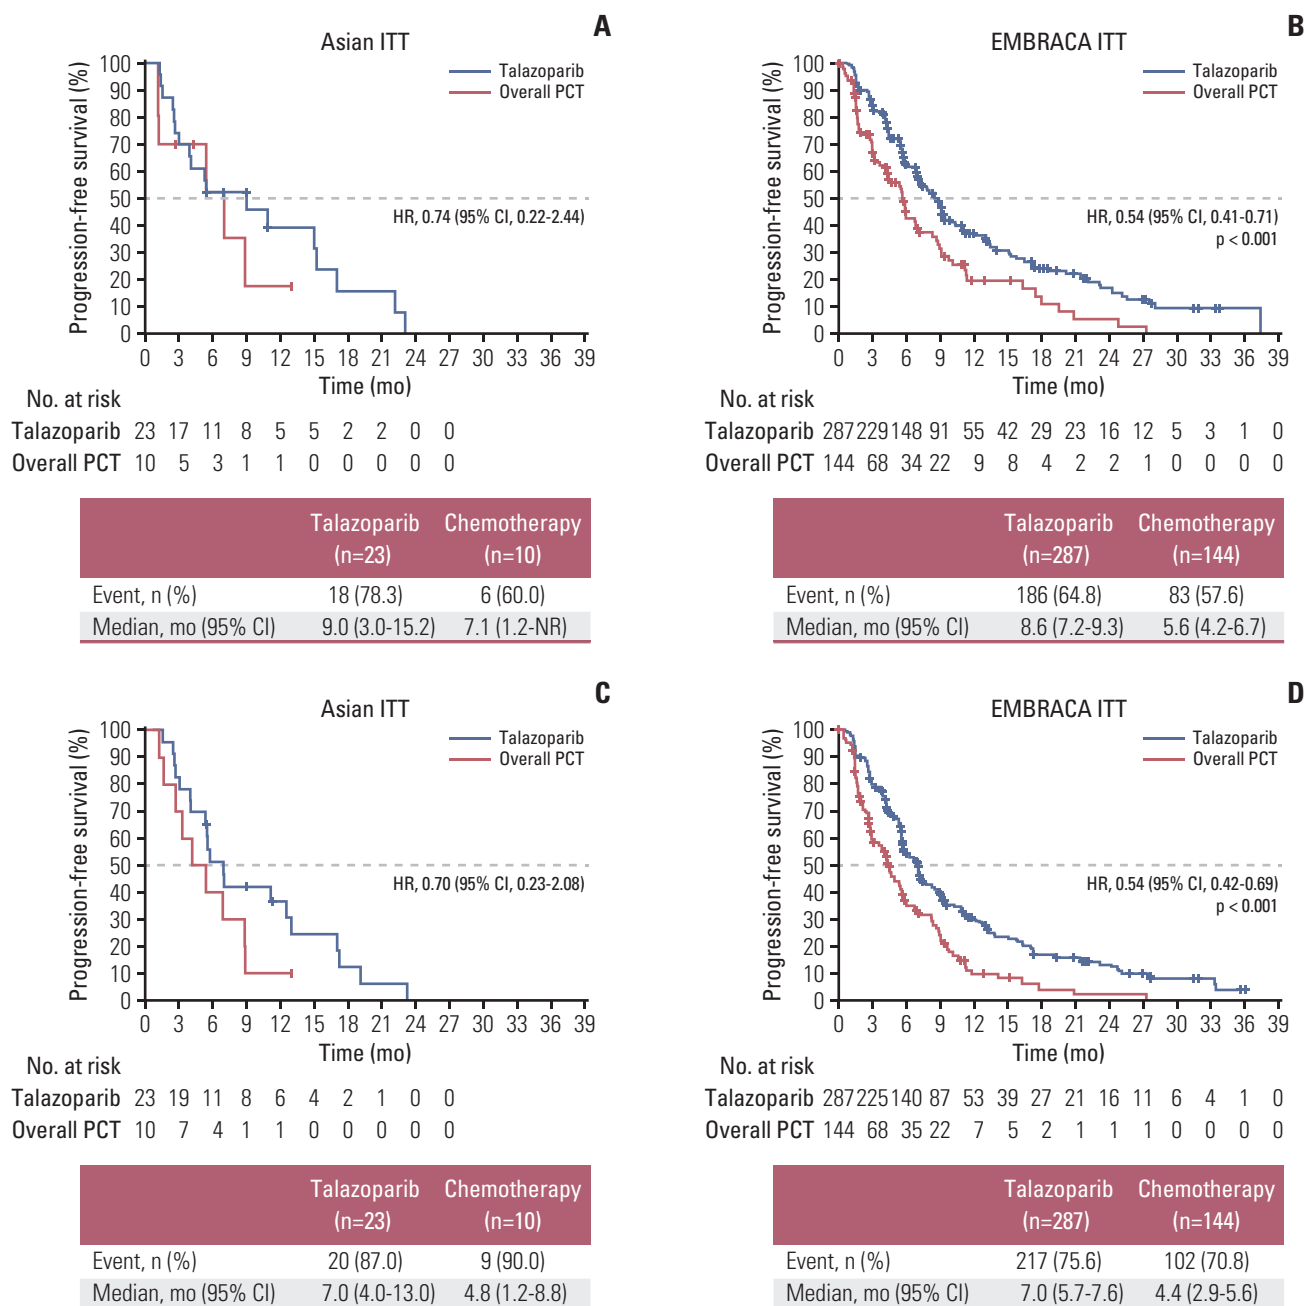 A
Asian ITT
Progression-free survival (%)
100
90
80
70
60
50
40
30
20
10
0
Talazoparib
Overall PCT
HR, 0.74 (95% CI, 0.22-2.44)
0 3 6 9 12 15 18 21 24 27 30 33 36 39
Time (mo)
No. at risk
Talazoparib 23 17 11 8 5 5 2 2 0 0
Overall PCT 10 5 3 1 1 0 0 0 0 0
Talazoparib (n=23) Chemotherapy (n=10)
Event, n (%) 18 (78.3) 6 (60.0)
Median, mo (95% CI) 9.0 (3.0-15.2) 7.1 (1.2-NR)
B
EMBRACA ITT
Progression-free survival (%)
100
90
80
70
60
50
40
30
20
10
0
Talazoparib
Overall PCT
HR, 0.54 (95% CI, 0.41-0.71)
p < 0.001
0 3 6 9 12 15 18 21 24 27 30 33 36 39
Time (mo)
No. at risk
Talazoparib 287 229 148 91 55 42 29 23 16 12 5 3 1 0
Overall PCT 144 68 34 22 9 8 4 2 2 1 0 0 0 0
Talazoparib (n=287) Chemotherapy (n=144)
Event, n (%) 186 (64.8) 83 (57.6)
Median, mo (95% CI) 8.6 (7.2-9.3) 5.6 (4.2-6.7)
C
Asian ITT
Progression-free survival (%)
100
90
80
70
60
50
40
30
20
10
0
Talazoparib
Overall PCT
HR, 0.70 (95% CI, 0.23-2.08)
0 3 6 9 12 15 18 21 24 27 30 33 36 39
Time (mo)
No. at risk
Talazoparib 23 19 11 8 6 4 2 1 0 0
Overall PCT 10 7 4 1 1 0 0 0 0 0
Talazoparib (n=23) Chemotherapy (n=10)
Event, n (%) 20 (87.0) 9 (90.0)
Median, mo (95% CI) 7.0 (4.0-13.0) 4.8 (1.2-8.8)
D
EMBRACA ITT
Progression-free survival (%)
100
90
80
70
60
50
40
30
20
10
0
Talazoparib
Overall PCT
HR, 0.54 (95% CI, 0.42-0.69)
p < 0.001
0 3 6 9 12 15 18 21 24 27 30 33 36 39
Time (mo)
No. at risk
Talazoparib 287 225 140 87 53 39 27 21 16 11 6 4 1 0
Overall PCT 144 68 35 22 7 5 2 1 1 1 0 0 0 0
Talazoparib (n=287) Chemotherapy (n=144)
Event, n (%) 217 (75.6) 102 (70.8)
Median, mo (95% CI) 7.0 (5.7-7.6) 4.4 (2.9-5.6)